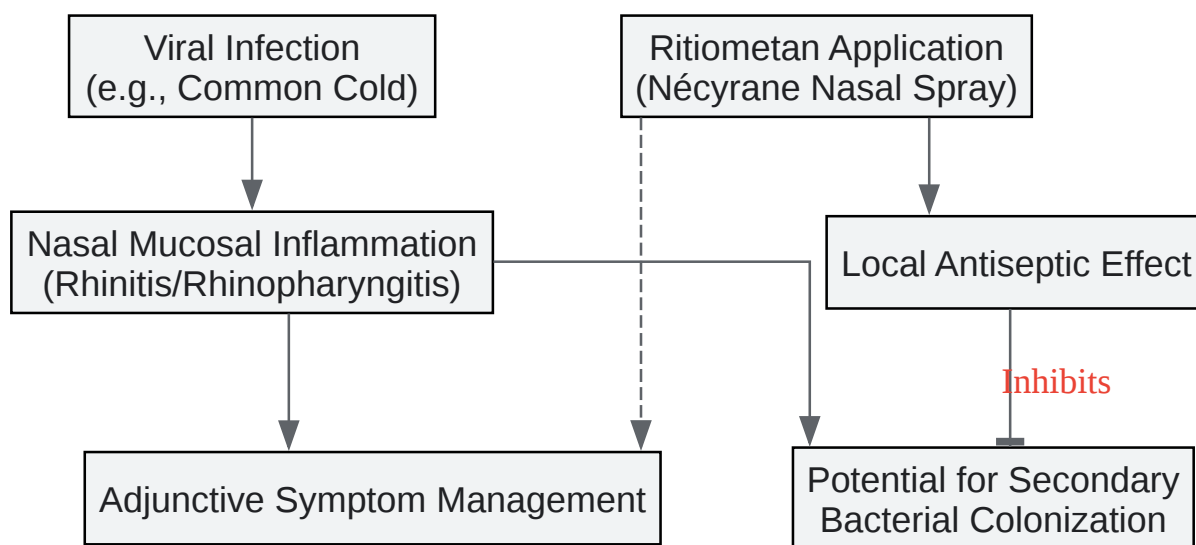 Viral Infection
(e.g., Common Cold)
Ritiometan Application
(Nécyrane Nasal Spray)
Nasal Mucosal Inflammation
(Rhinitis/Rhinopharyngitis)
Local Antiseptic Effect
Inhibits
Adjunctive Symptom Management
Potential for Secondary
Bacterial Colonization